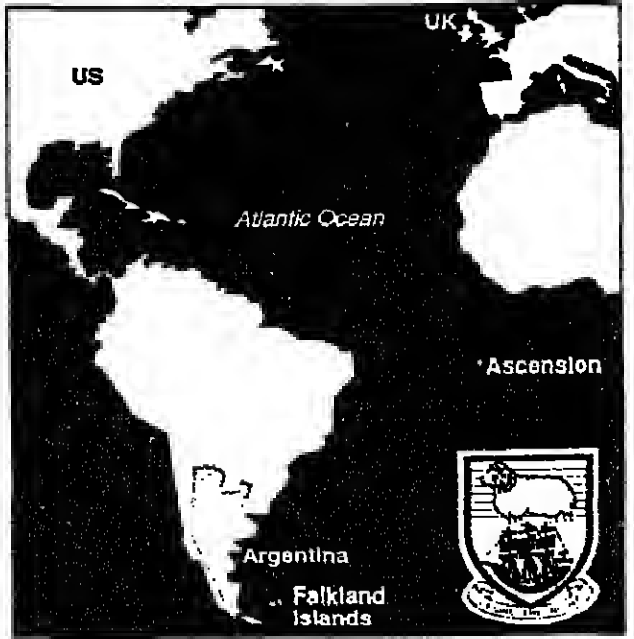 UK
US
Atlantic Ocean
Ascension
Argentina
Falkland
Islands